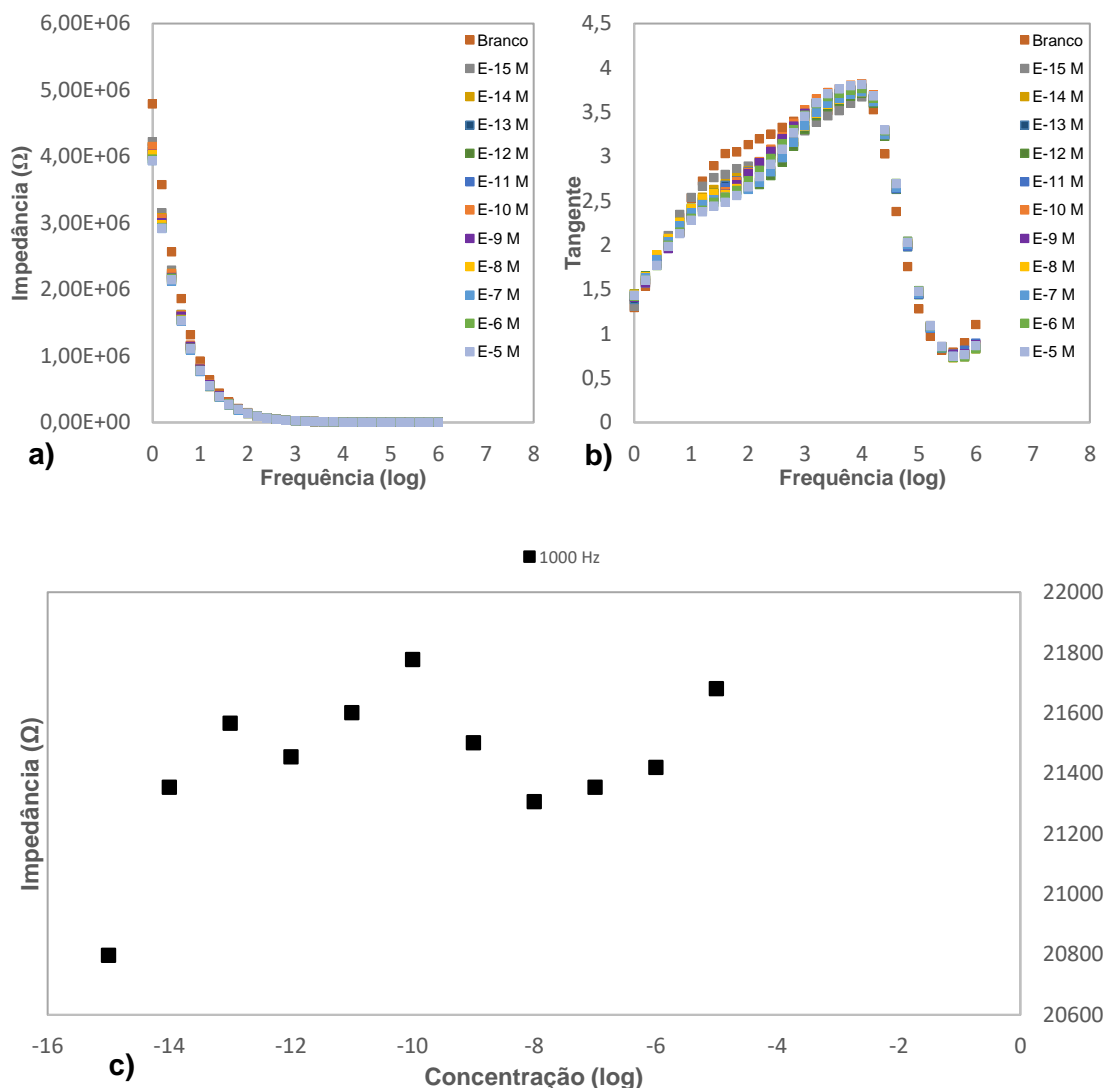 6,00E+06
5,00E+06
4,00E+06
3,00E+06
2,00E+06
1,00E+06
0,00E+00
Impedância (Ω)
Branco
E-15 M
E-14 M
E-13 M
E-12 M
E-11 M
E-10 M
E-9 M
E-8 M
E-7 M
E-6 M
E-5 M
0 1 2 3 4 5 6 7 8
a)
Frequência (log)
4,5
4
3,5
3
2,5
2
1,5
1
0,5
0
Tangente
Branco
E-15 M
E-14 M
E-13 M
E-12 M
E-11 M
E-10 M
E-9 M
E-8 M
E-7 M
E-6 M
E-5 M
0 1 2 3 4 5 6 7 8
b)
Frequência (log)
1000 Hz
Impedância (Ω)
22000
21800
21600
21400
21200
21000
20800
20600
-16 -14 -12 -10 -8 -6 -4 -2 0
c)
Concentração (log)